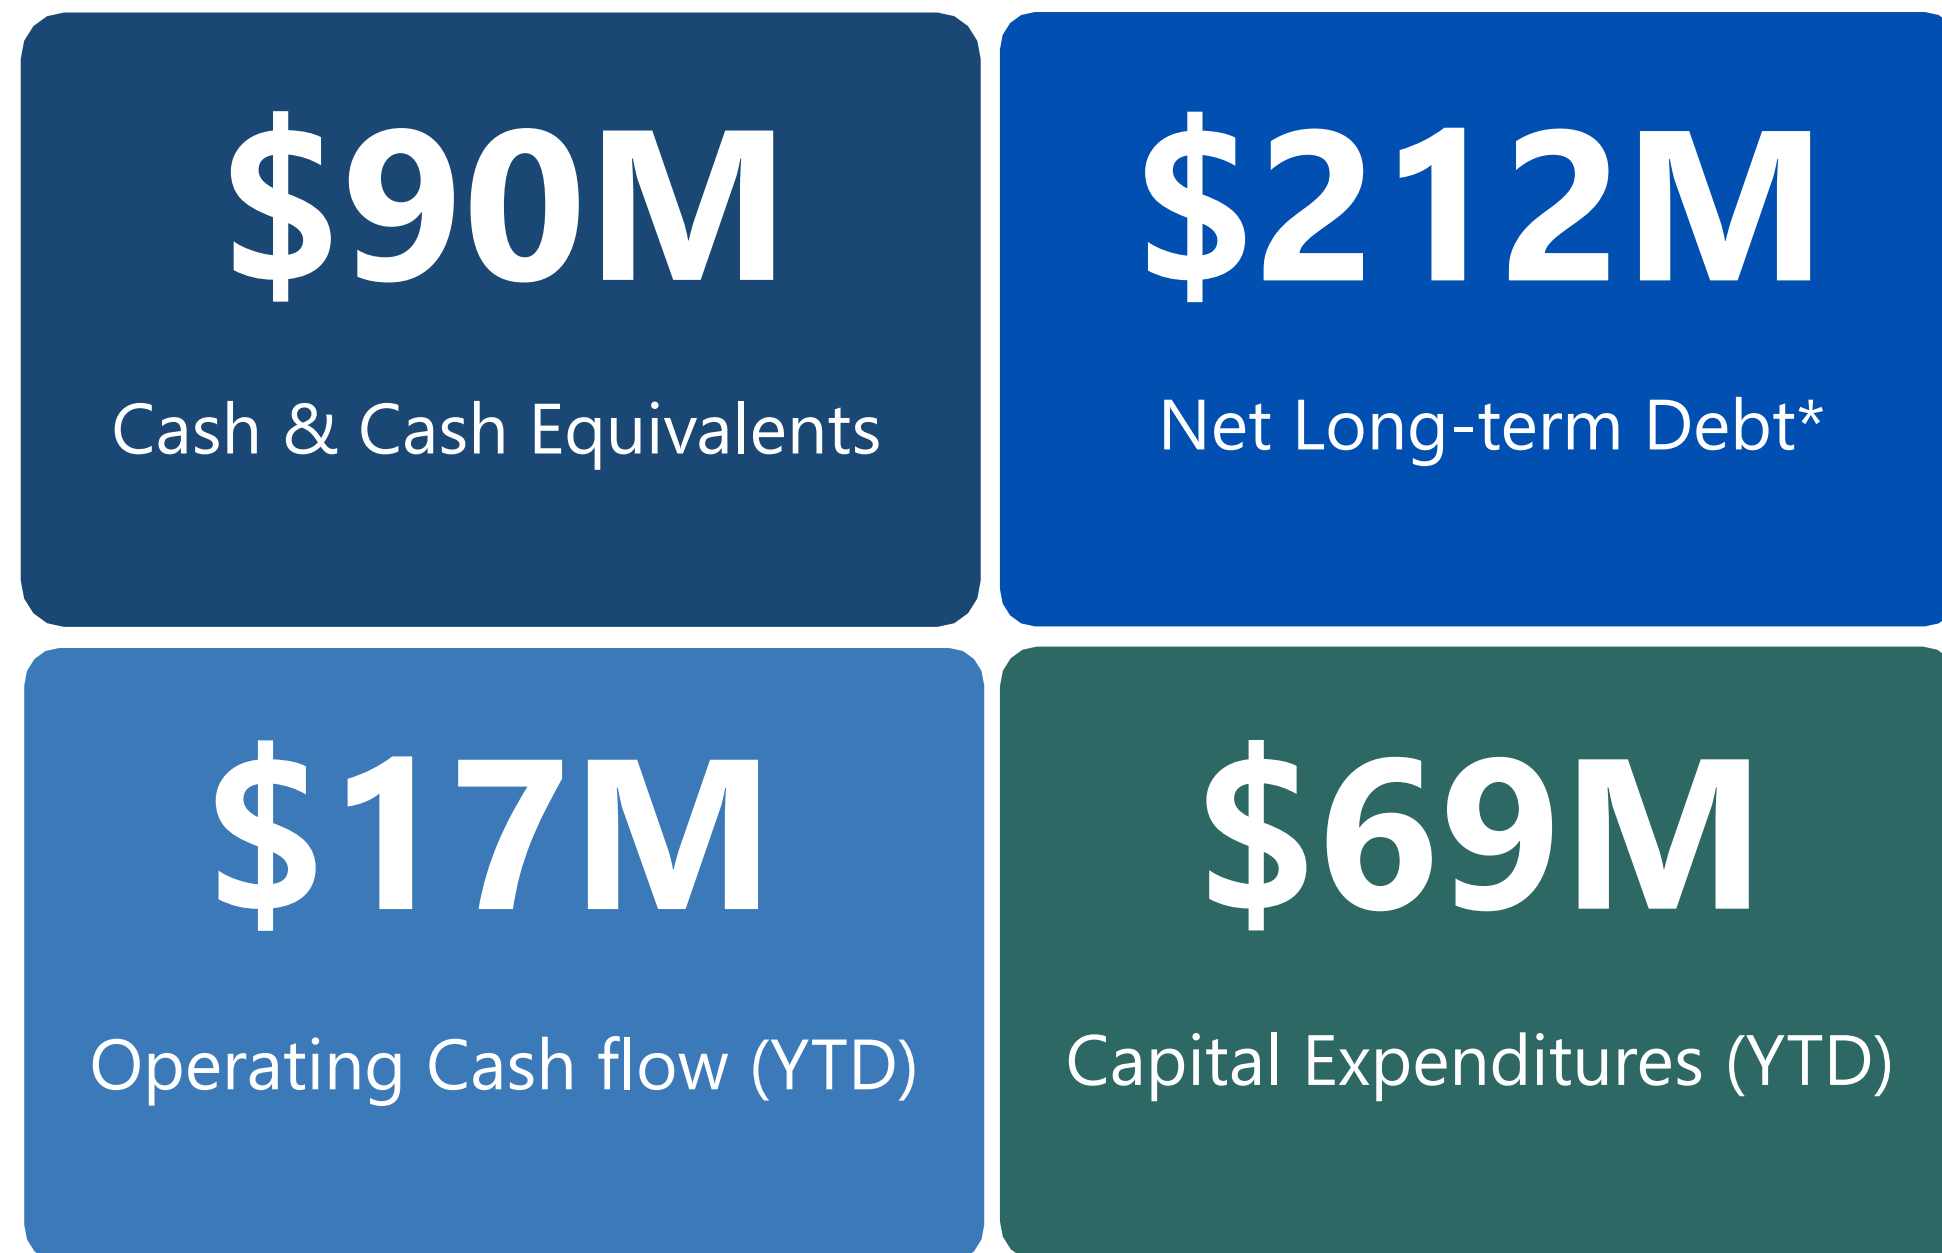 $90M
Cash & Cash Equivalents
$212M
Net Long-term Debt*
$17M
Operating Cash flow (YTD)
$69M
Capital Expenditures (YTD)